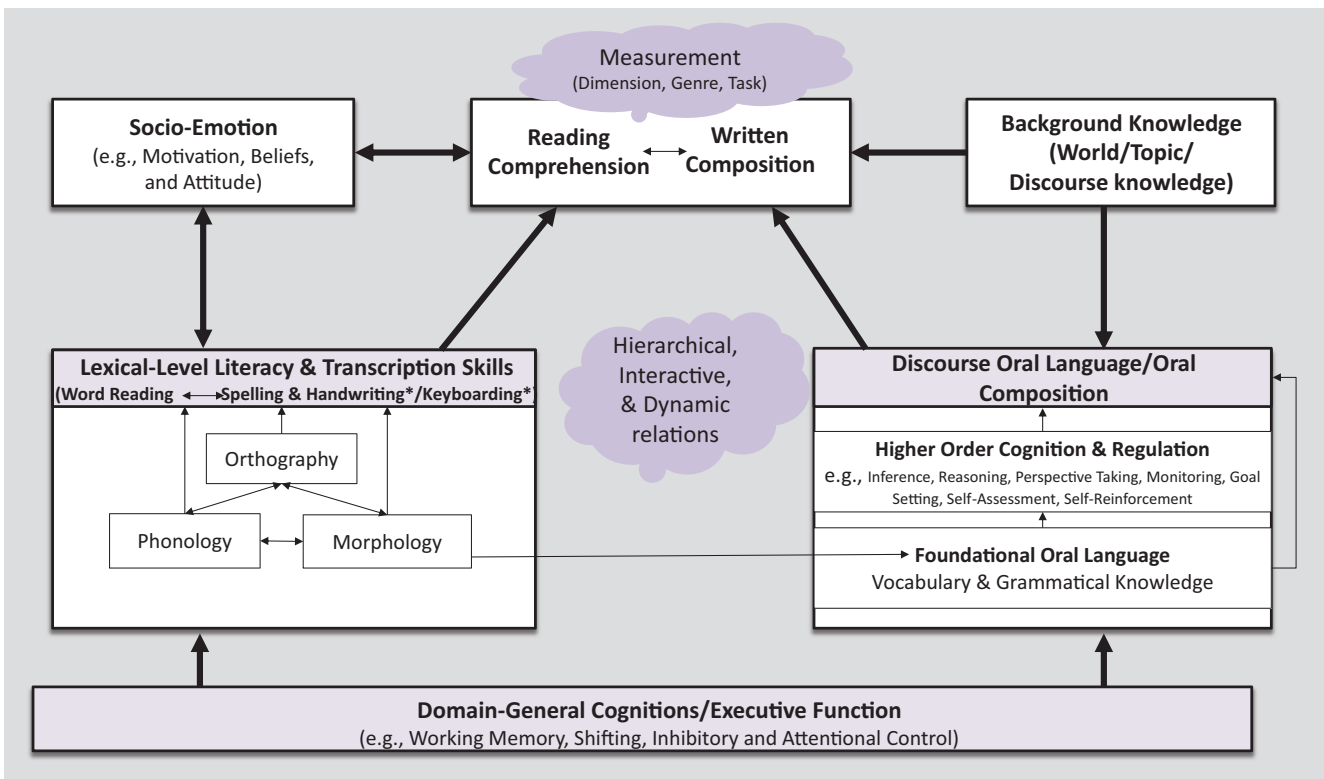 Measurement
(Dimension, Genre, Task)
Socio-Emotion
(e.g., Motivation, Beliefs,
and Attitude)
Reading
Comprehension
Written
Composition
Background Knowledge
(World/Topic/
Discourse knowledge)
Hierarchical,
Interactive,
& Dynamic
relations
Lexical-Level Literacy & Transcription Skills
(Word Reading Spelling & Handwriting*/Keyboarding*)
Orthography
Phonology
Morphology
Discourse Oral Language/Oral
Composition
Higher Order Cognition & Regulation
e.g., Inference, Reasoning, Perspective Taking, Monitoring, Goal
Setting, Self-Assessment, Self-Reinforcement
Foundational Oral Language
Vocabulary & Grammatical Knowledge
Domain-General Cognitions/Executive Function
(e.g., Working Memory, Shifting, Inhibitory and Attentional Control)